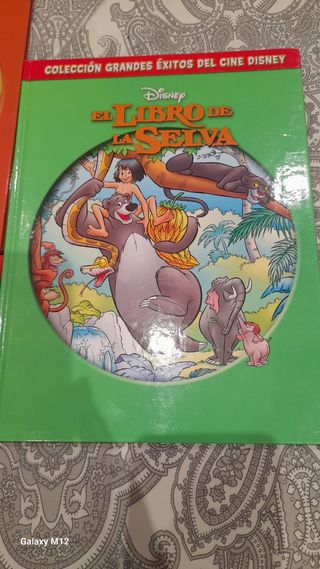 COLECCIÓN GRANDES ÉXITOS DEL CINE DISNEY
Disney
EL LIBRO DE
LA SELVA
Galaxy M12